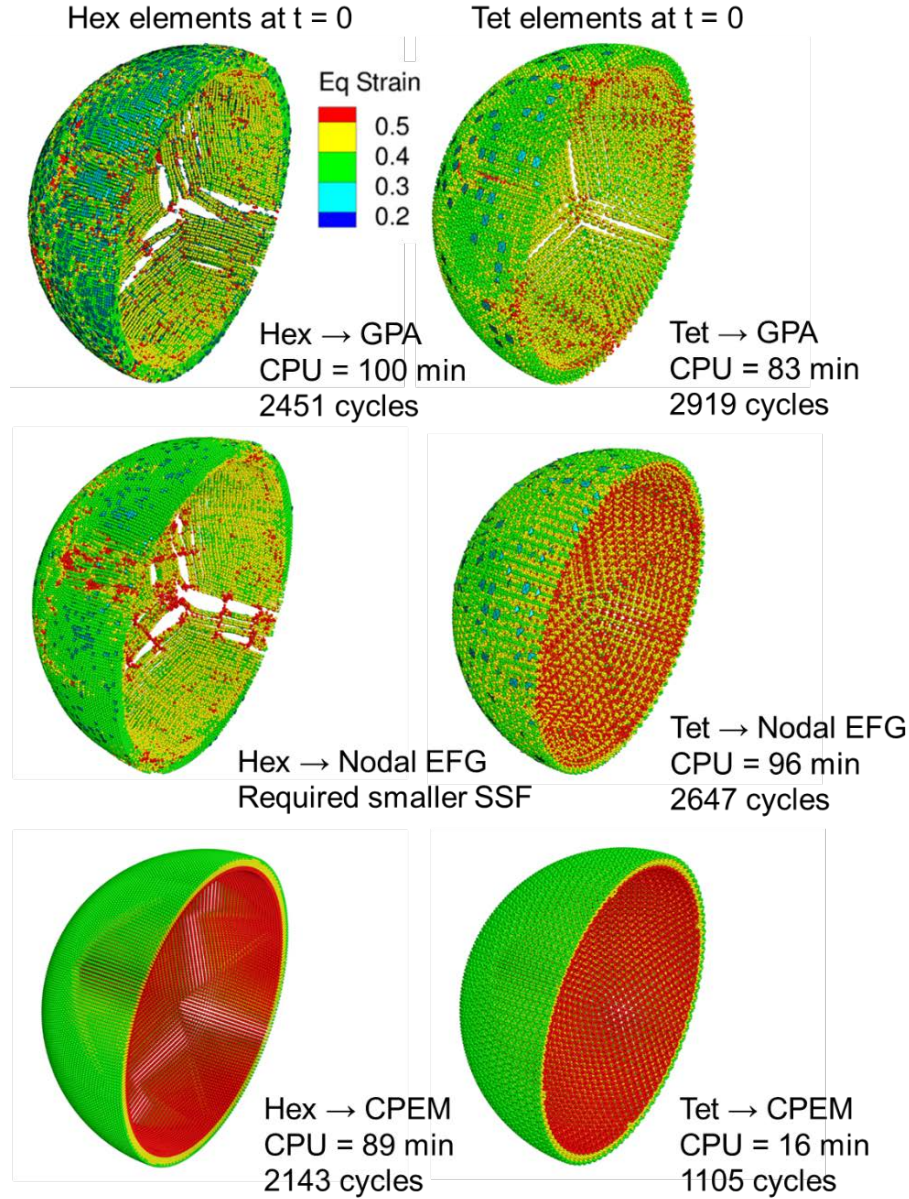 Hex elements at t = 0
Tet elements at t = 0
Eq Strain
0.5
0.4
0.3
0.2
Hex → GPA
CPU = 100 min
2451 cycles
Tet → GPA
CPU = 83 min
2919 cycles
Hex → Nodal EFG
Required smaller SSF
Tet → Nodal EFG
CPU = 96 min
2647 cycles
Hex → CPEM
CPU = 89 min
2143 cycles
Tet → CPEM
CPU = 16 min
1105 cycles